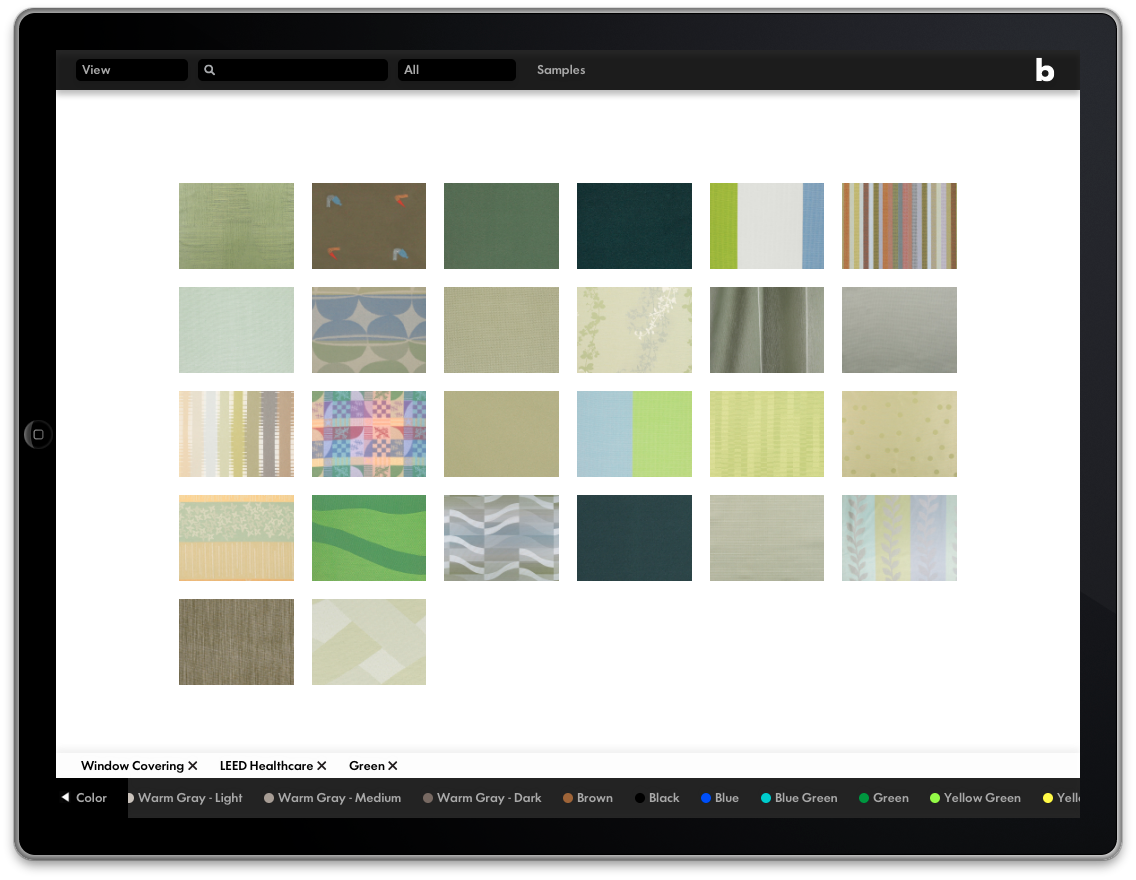 View All Samples b
Window Covering ✕ LEED Healthcare ✕ Green ✕
Color Warm Gray - Light Warm Gray - Medium Warm Gray - Dark Brown Black Blue Blue Green Green Yellow Green Yell